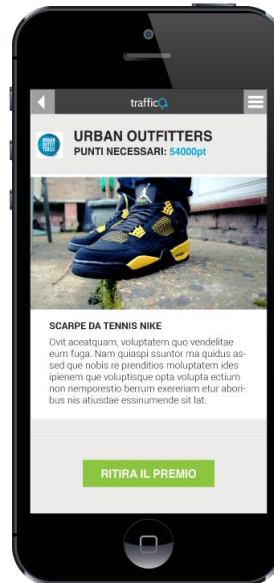 trafficO
URBAN OUTFITTERS
PUNTI NECESSARI: 54000pt
SCARPE DA TENNIS NIKE
Ovit aceatquam, voluptatem quo vendelitae
eum fuga. Nam quiaspi ssuntor ma quidus as-
sed que nobis re prenditios moluptatem ides
ipienem que voluptisque opta volupta ectium
non nemporestio berrum exereriam etur abori-
bus nis atiusdae essinumende sit lat.
RITIRA IL PREMIO